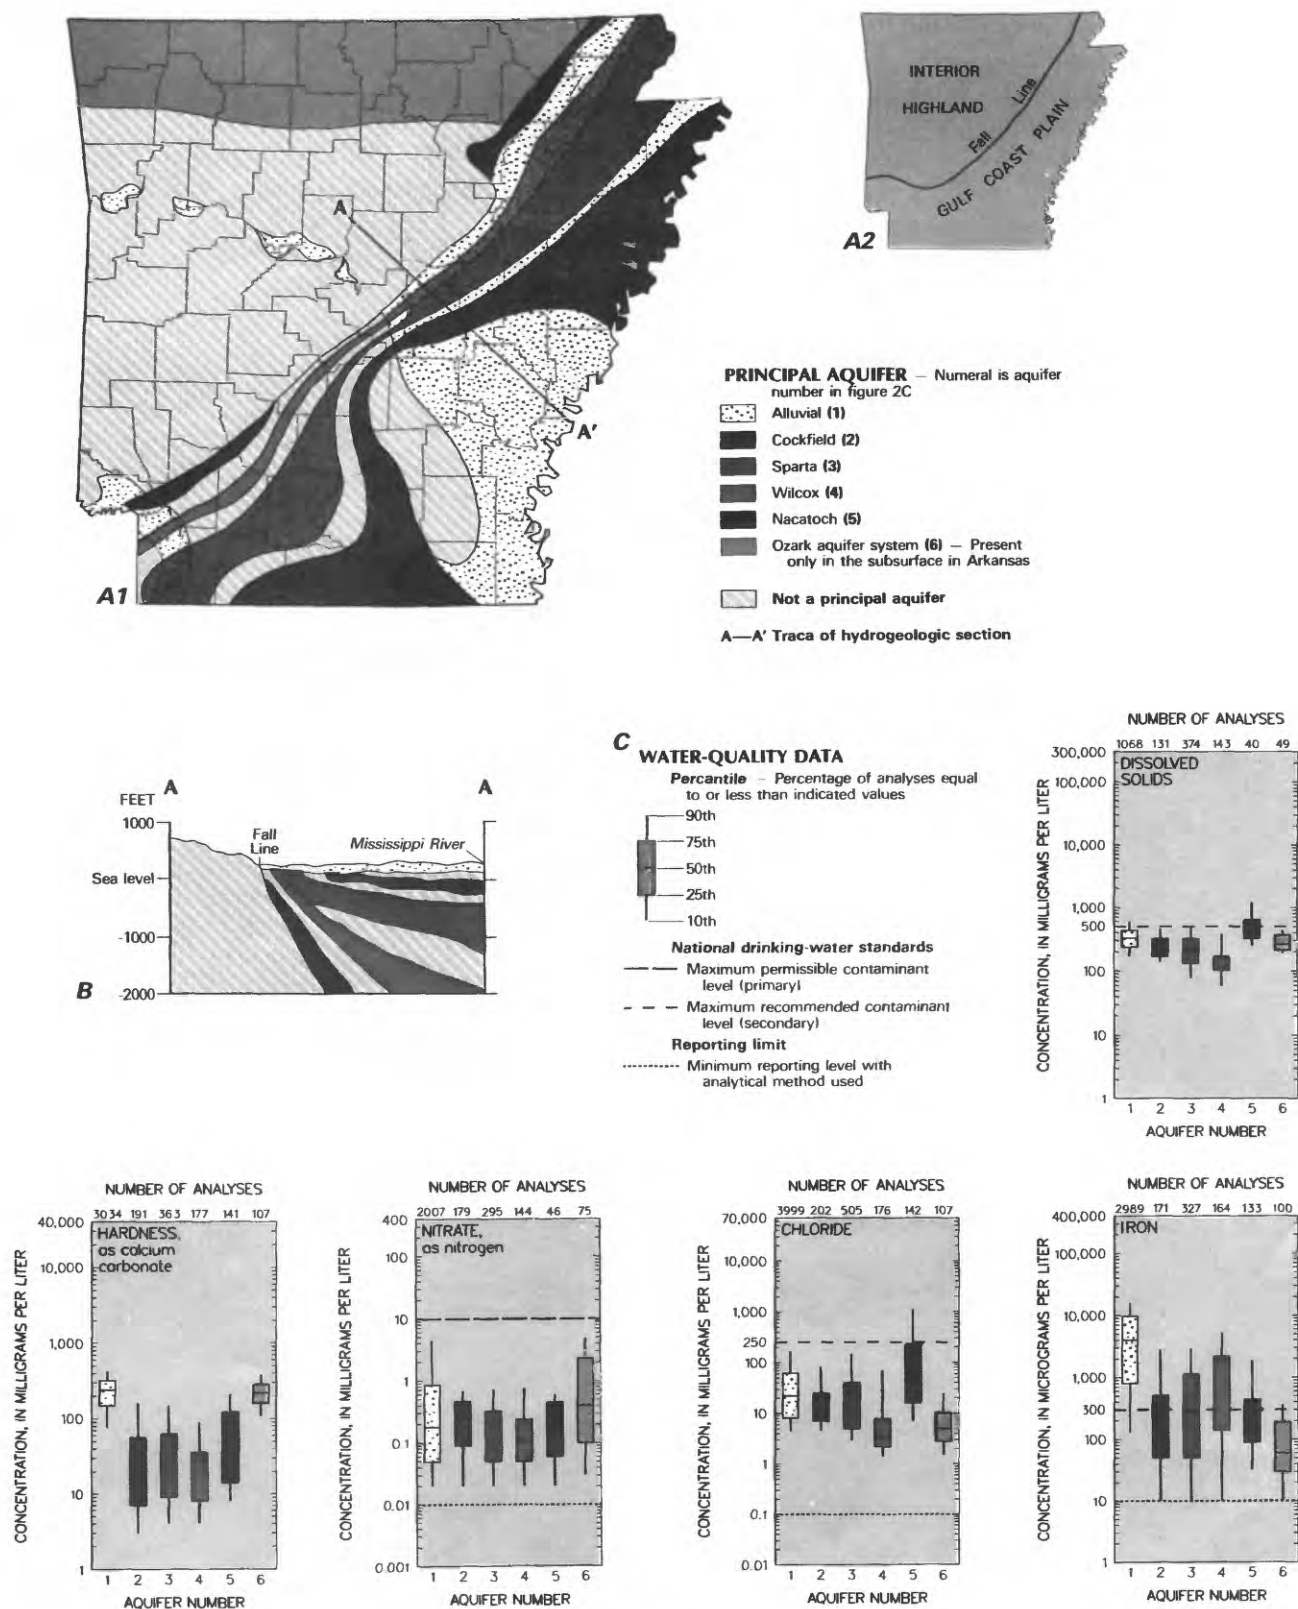 A
A'
A1
INTERIOR
HIGHLAND
Fall
Line
GULF COAST PLAIN
A2
PRINCIPAL AQUIFER — Numeral is aquifer
number in figure 2C
Alluvial (1)
Cockfield (2)
Sparta (3)
Wilcox (4)
Nacatoch (5)
Ozark aquifer system (6) — Present
only in the subsurface in Arkansas
Not a principal aquifer
A—A' Traca of hydrogeologic section
A
A
FEET
1000
Fall
Line
Mississippi River
Sea level
-1000
-2000
B
C
WATER-QUALITY DATA
Percentile — Percentage of analyses equal
to or less than indicated values
90th
75th
50th
25th
10th
National drinking-water standards
Maximum permissible contaminant
level (primary)
Maximum recommended contaminant
level (secondary)
Reporting limit
Minimum reporting level with
analytical method used
NUMBER OF ANALYSES
1068 131 374 143 40 49
DISSOLVED
SOLIDS
CONCENTRATION, IN MILLIGRAMS PER LITER
300,000
100,000
10,000
1,000
500
100
10
1
1 2 3 4 5 6
AQUIFER NUMBER
NUMBER OF ANALYSES
3034 191 363 177 141 107
HARDNESS,
as calcium
carbonate
CONCENTRATION, IN MILLIGRAMS PER LITER
40,000
10,000
1,000
100
10
1
1 2 3 4 5 6
AQUIFER NUMBER
NUMBER OF ANALYSES
2007 179 295 144 46 75
NITRATE,
as nitrogen
CONCENTRATION, IN MILLIGRAMS PER LITER
400
100
10
1
0.1
0.01
0.001
1 2 3 4 5 6
AQUIFER NUMBER
NUMBER OF ANALYSES
3999 202 505 176 142 107
CHLORIDE
CONCENTRATION, IN MILLIGRAMS PER LITER
70,000
10,000
1,000
250
100
10
1
0.1
0.01
1 2 3 4 5 6
AQUIFER NUMBER
NUMBER OF ANALYSES
2989 171 327 164 133 100
IRON
CONCENTRATION, IN MICROGRAMS PER LITER
400,000
100,000
10,000
1,000
300
100
10
1
1 2 3 4 5 6
AQUIFER NUMBER